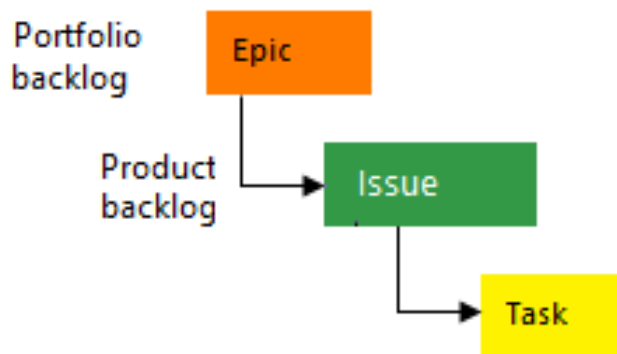 Portfolio
backlog
Epic
Product
backlog
Issue
Task